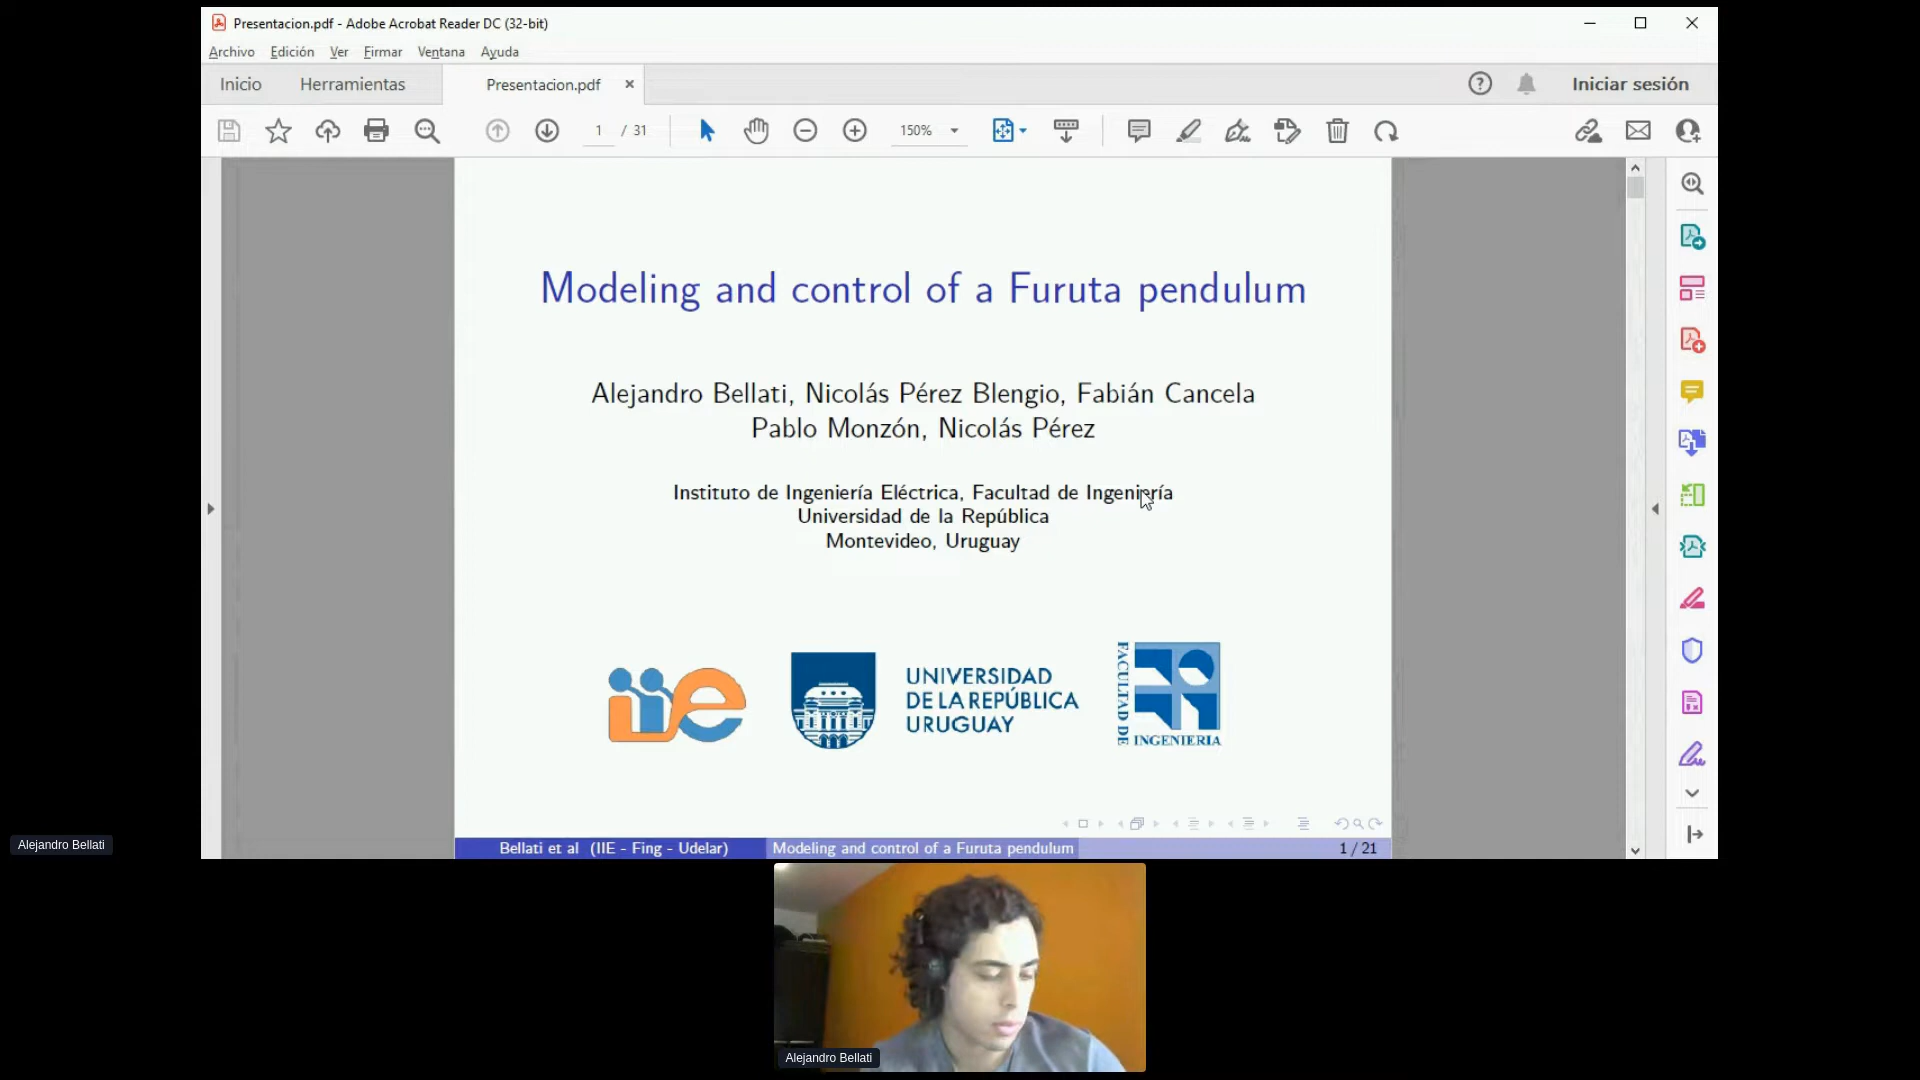 Presentacion.pdf - Adobe Acrobat Reader DC (32-bit)
Archivo Edición Ver Firmar Ventana Ayuda
Inicio Herramientas Presentacion.pdf Iniciar sesión
1 / 31 150%
Modeling and control of a Furuta pendulum
Alejandro Bellati, Nicolás Pérez Blengio, Fabián Cancela
Pablo Monzón, Nicolás Pérez
Instituto de Ingeniería Eléctrica, Facultad de Ingeniería
Universidad de la República
Montevideo, Uruguay
iie
UNIVERSIDAD
DE LA REPÚBLICA
URUGUAY
FACULTAD DE
INGENIERIA
Bellati et al (IIE - Fing - Udelar) Modeling and control of a Furuta pendulum 1 / 21
Alejandro Bellati
Alejandro Bellati